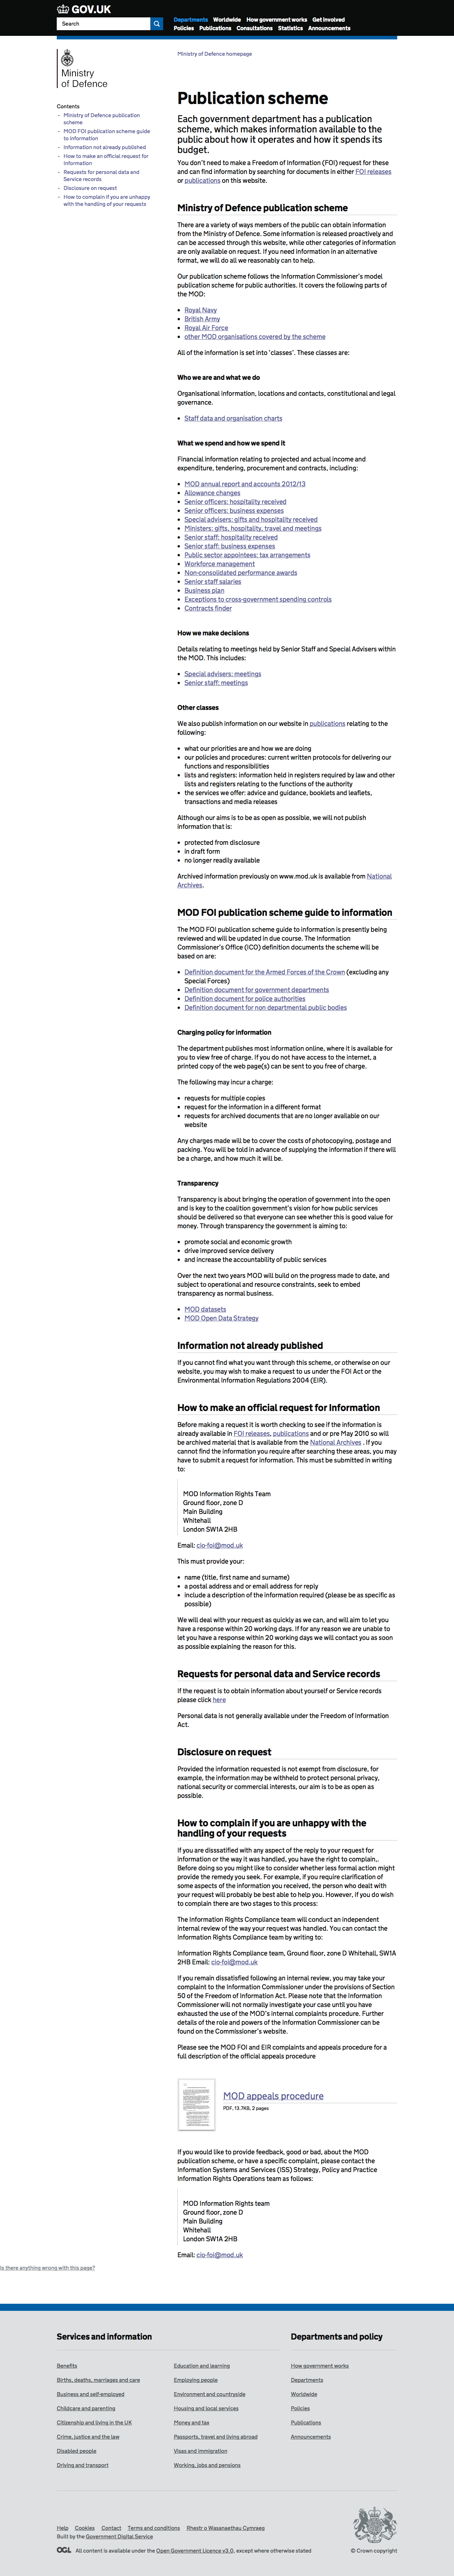 GOV.UK
Search
Departments Worldwide How government works Get involved
Policies Publications Consultations Statistics Announcements
Ministry
of Defence
Ministry of Defence homepage
Contents
Ministry of Defence publication
scheme
MOD FOI publication scheme guide
to information
Information not already published
How to make an official request for
Information
Requests for personal data and
Service records
Disclosure on request
How to complain if you are unhappy
with the handling of your requests
Publication scheme
Each government department has a publication
scheme, which makes information available to the
public about how it operates and how it spends its
budget.
You don't need to make a Freedom of Information (FOI) request for these
and can find information by searching for documents in either FOI releases
or publications on this website.
Ministry of Defence publication scheme
There are a variety of ways members of the public can obtain information
from the Ministry of Defence. Some information is released proactively and
can be accessed through this website, while other categories of information
are only available on request. If you need information in an alternative
format, we will do all we reasonably can to help.
Our publication scheme follows the Information Commissioner's model
publication scheme for public authorities. It covers the following parts of
the MOD:
Royal Navy
British Army
Royal Air Force
other MOD organisations covered by the scheme
All of the information is set into 'classes'. These classes are:
Who we are and what we do
Organisational information, locations and contacts, constitutional and legal
governance.
Staff data and organisation charts
What we spend and how we spend it
Financial information relating to projected and actual income and
expenditure, tendering, procurement and contracts, including:
MOD annual report and accounts 2012/13
Allowance changes
Senior officers: hospitality received
Senior officers: business expenses
Special advisers: gifts and hospitality received
Ministers: gifts, hospitality, travel and meetings
Senior staff: hospitality received
Senior staff: business expenses
Public sector appointees: tax arrangements
Workforce management
Non-consolidated performance awards
Senior staff salaries
Business plan
Exceptions to cross-government spending controls
Contracts finder
How we make decisions
Details relating to meetings held by Senior Staff and Special Advisers within
the MOD. This includes:
Special advisers: meetings
Senior staff: meetings
Other classes
We also publish information on our website in publications relating to the
following:
what our priorities are and how we are doing
our policies and procedures: current written protocols for delivering our
functions and responsibilities
lists and registers: information held in registers required by law and other
lists and registers relating to the functions of the authority
the services we offer: advice and guidance, booklets and leaflets,
transactions and media releases
Although our aim is to be as open as possible, we will not publish
information that is:
protected from disclosure
in draft form
no longer readily available
Archived information previously on www.mod.uk is available from National
Archives.
MOD FOI publication scheme guide to information
The MOD FOI publication scheme guide to information is presently being
reviewed and will be updated in due course. The Information
Commissioner's Office (ICO) definition documents the scheme will be
based on are:
Definition document for the Armed Forces of the Crown (excluding any
Special Forces)
Definition document for government departments
Definition document for police authorities
Definition document for non departmental public bodies
Charging policy for information
The department publishes most information online, where it is available for
you to view free of charge. If you do not have access to the internet, a
printed copy of the web page(s) can be sent to you free of charge.
The following may incur a charge:
requests for multiple copies
request for the information in a different format
requests for archived documents that are no longer available on our
website
Any charges made will be to cover the costs of photocopying, postage and
packing. You will be told in advance of supplying the information if there will
be a charge, and how much it will be.
Transparency
Transparency is about bringing the operation of government into the open
and is key to the coalition government's vision for how public services
should be delivered so that everyone can see whether this is good value for
money. Through transparency the government is aiming to:
promote social and economic growth
drive improved service delivery
and increase the accountability of public services
Over the next two years MOD will build on the progress made to date, and
subject to operational and resource constraints, seek to embed
transparency as normal business.
MOD datasets
MOD Open Data Strategy
Information not already published
If you cannot find what you want through this scheme, or otherwise on our
website, you may wish to make a request to us under the FOI Act or the
Environmental Information Regulations 2004 (EIR).
How to make an official request for Information
Before making a request it is worth checking to see if the information is
already available in FOI releases, publications and or pre May 2010 so will
be archived material that is available from the National Archives . If you
cannot find the information you require after searching these areas, you may
have to submit a request for information. This must be submitted in writing
to:
MOD Information Rights Team
Ground floor, zone D
Main Building
Whitehall
London SW1A 2HB
Email: cio-foi@mod.uk
This must provide your:
name (title, first name and surname)
a postal address and or email address for reply
include a description of the information required (please be as specific as
possible)
We will deal with your request as quickly as we can, and will aim to let you
have a response within 20 working days. If for any reason we are unable to
let you have a response within 20 working days we will contact you as soon
as possible explaining the reason for this.
Requests for personal data and Service records
If the request is to obtain information about yourself or Service records
please click here
Personal data is not generally available under the Freedom of Information
Act.
Disclosure on request
Provided the information requested is not exempt from disclosure, for
example, the information may be withheld to protect personal privacy,
national security or commercial interests, our aim is to be as open as
possible.
How to complain if you are unhappy with the
handling of your requests
If you are disssatified with any aspect of the reply to your request for
information or the way it was handled, you have the right to complain..
Before doing so you might like to consider whether less formal action might
provide the remedy you seek. For example, if you require clarification of
some aspects of the information you received, the person who dealt with
your request will probably be best able to help you. However, if you do wish
to complain there are two stages to this process:
The Information Rights Compliance team will conduct an independent
internal review of the way your request was handled. You can contact the
Information Rights Compliance team by writing to:
Information Rights Compliance team, Ground floor, zone D Whitehall, SW1A
2HB Email: cio-foi@mod.uk
If you remain dissatisfied following an internal review, you may take your
complaint to the Information Commissioner under the provisions of Section
50 of the Freedom of Information Act. Please note that the Information
Commissioner will not normally investigate your case until you have
exhausted the use of the MOD's internal complaints procedure. Further
details of the role and powers of the Information Commissioner can be
found on the Commissioner's website.
Please see the MOD FOI and EIR complaints and appeals procedure for a
full description of the official appeals procedure
MOD appeals procedure
PDF, 13.7KB, 2 pages
If you would like to provide feedback, good or bad, about the MOD
publication scheme, or have a specific complaint, please contact the
Information Systems and Services (ISS) Strategy, Policy and Practice
Information Rights Operations team as follows:
MOD Information Rights team
Ground floor, zone D
Main Building
Whitehall
London SW1A 2HB
Email: cio-foi@mod.uk
Is there anything wrong with this page?
Services and information
Benefits
Births, deaths, marriages and care
Business and self-employed
Childcare and parenting
Citizenship and living in the UK
Crime, justice and the law
Disabled people
Driving and transport
Education and learning
Employing people
Environment and countryside
Housing and local services
Money and tax
Passports, travel and living abroad
Visas and immigration
Working, jobs and pensions
Departments and policy
How government works
Departments
Worldwide
Policies
Publications
Announcements
Help Cookies Contact Terms and conditions Rhestr o Wasanaethau Cymraeg
Built by the Government Digital Service
OGL All content is available under the Open Government Licence v3.0, except where otherwise stated
© Crown copyright